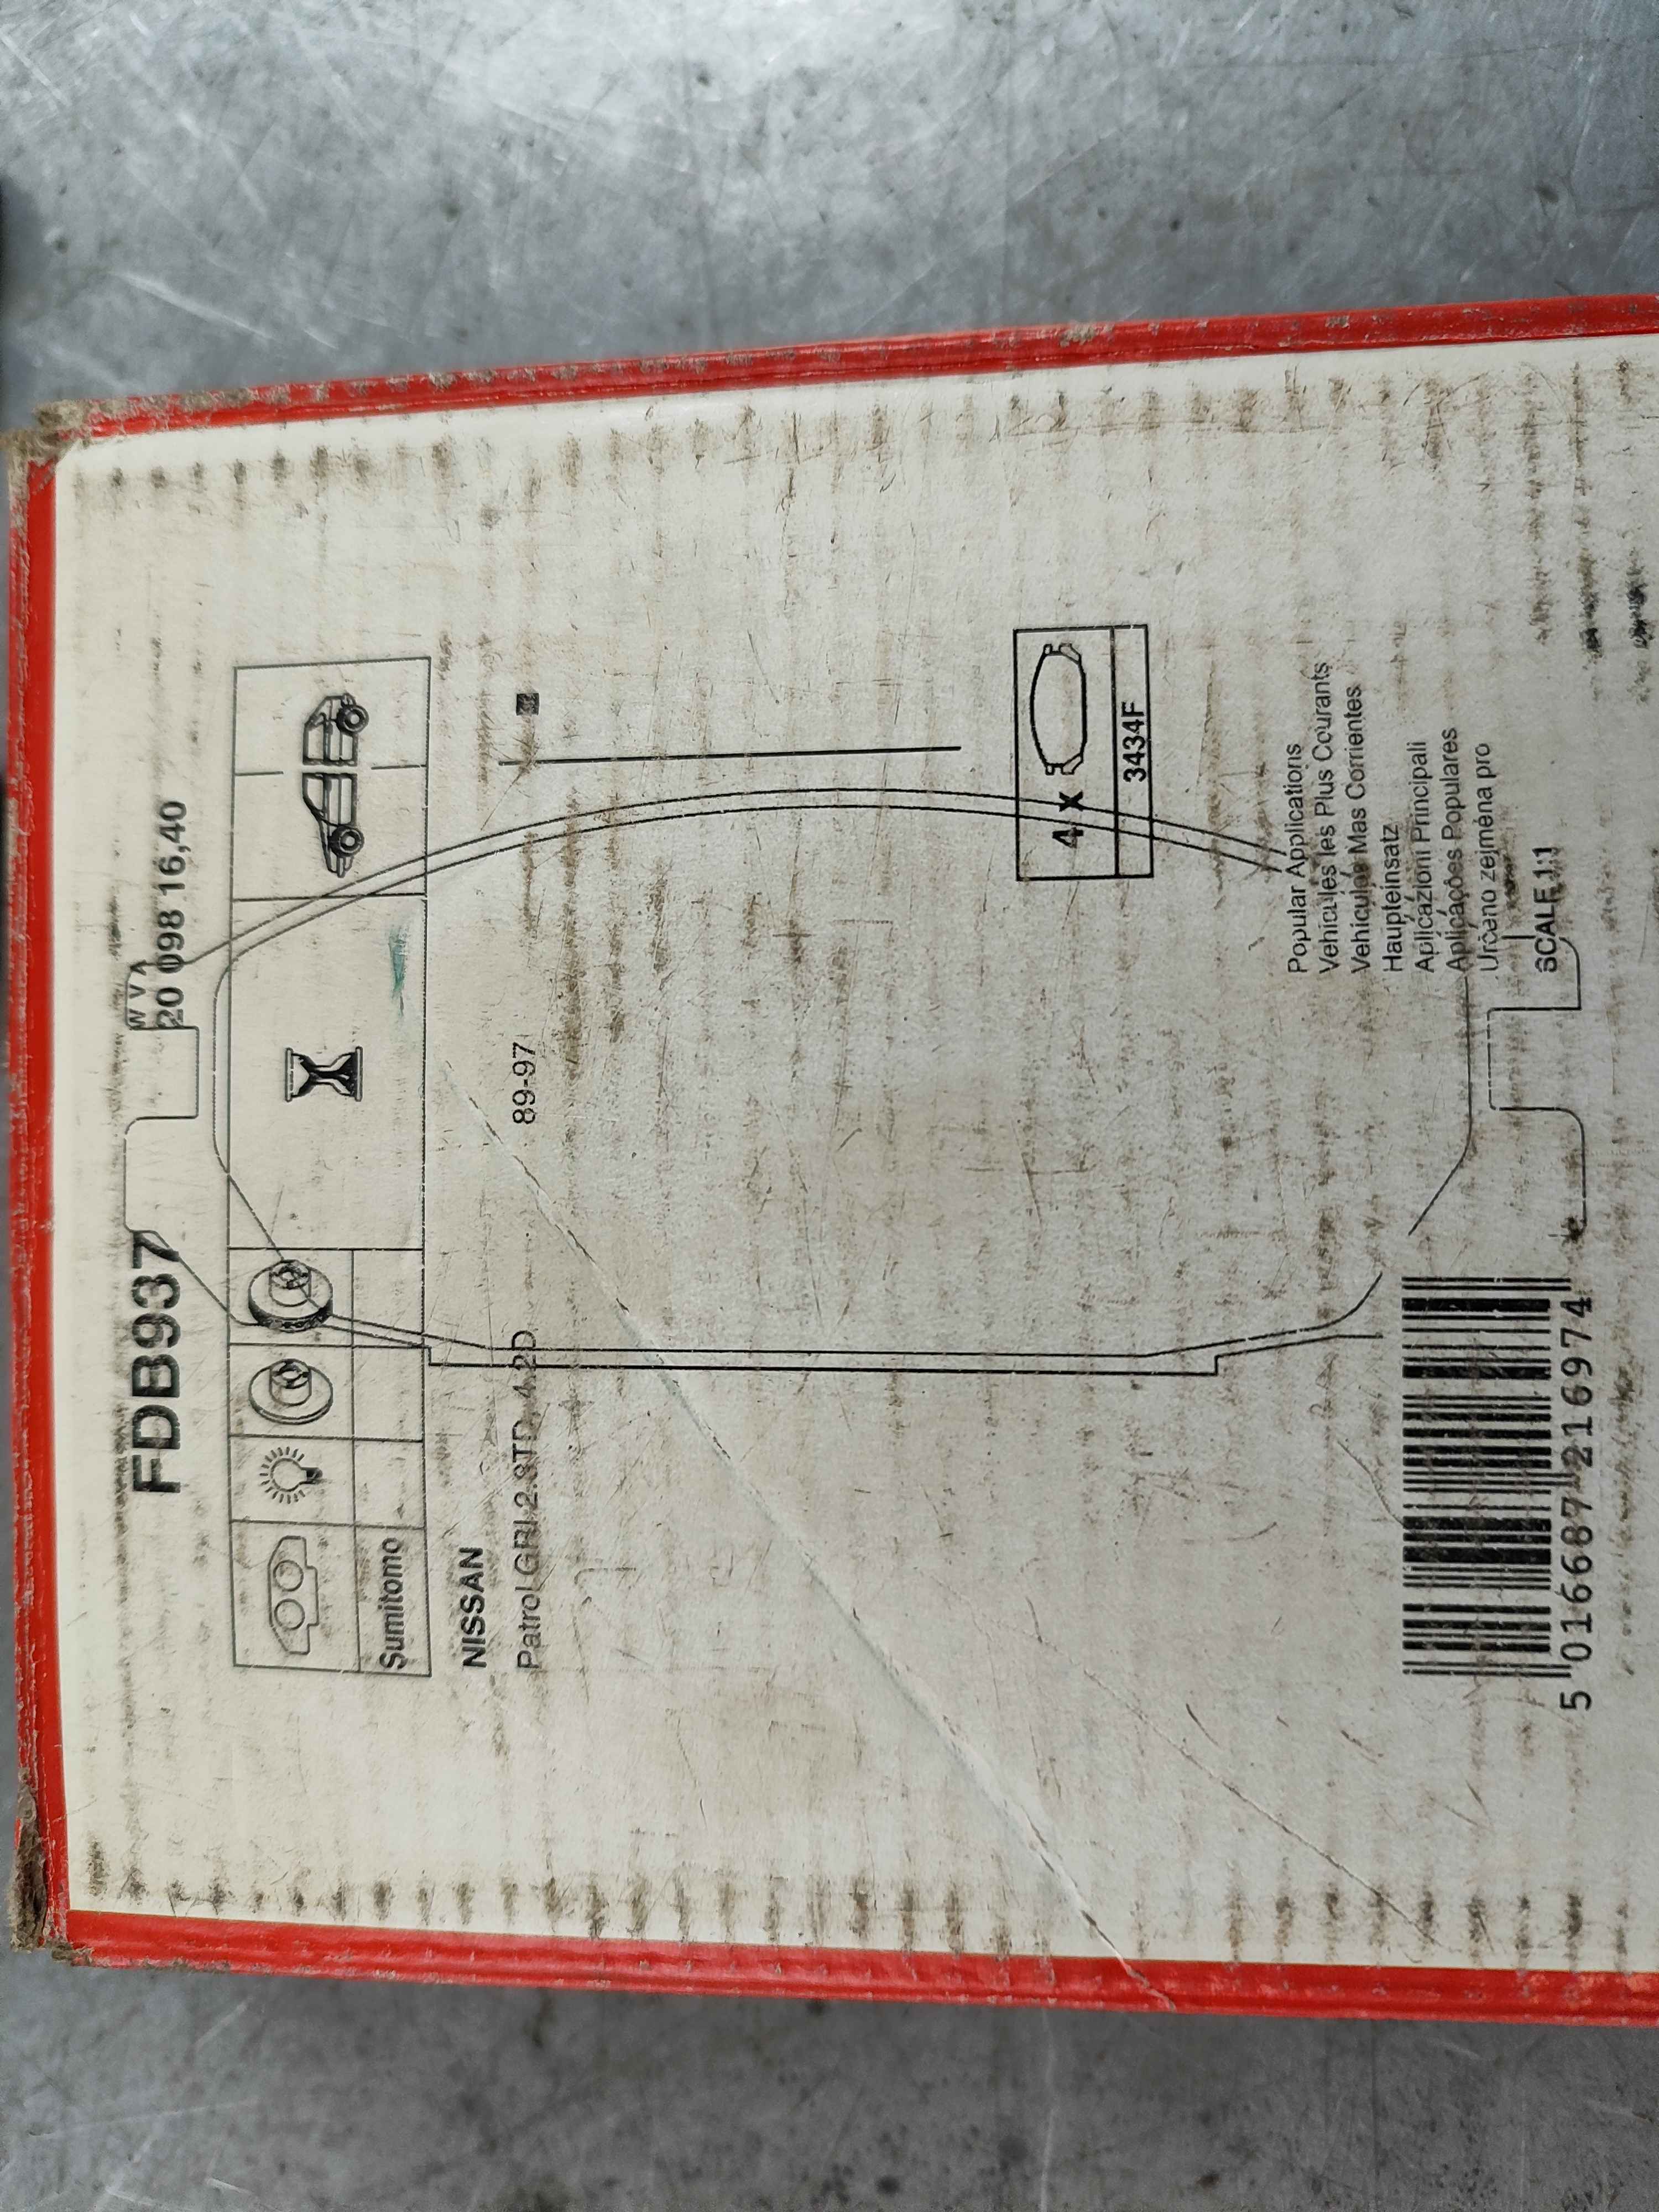 FDB937
WVA
20 098 16,40
Sumitomo
NISSAN
Patrol GRI 2.8TD, 4.2D 89-97
4 x
3434F
Popular Applications
Vehicules les Plus Courants
Vehiculos Mas Corrientes
Haupteinsatz
Aplicazioni Principali
Aplicações Populares
Určeno zejména pro
SCALE 1:1
5 016687 216974